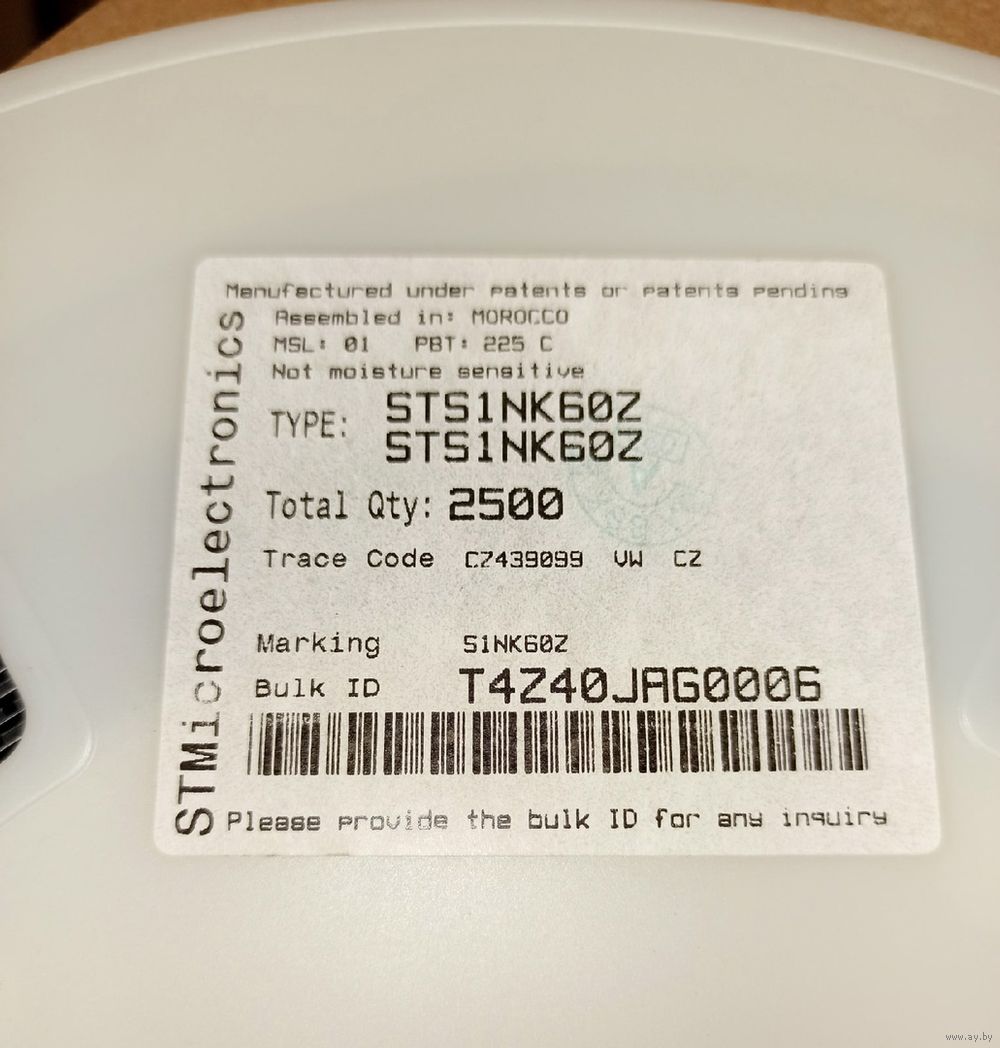 Manufactured under patents or patents pending
Assembled in: MOROCCO
MSL: 01 PBT: 225 C
Not moisture sensitive
TYPE: STS1NK60Z
STS1NK60Z
Total Qty: 2500
Trace Code CZ439099 VW CZ
Marking S1NK60Z
Bulk ID T4Z40JAG0006
Please provide the bulk ID for any inquiry
STMicroelectronics
www.ay.by